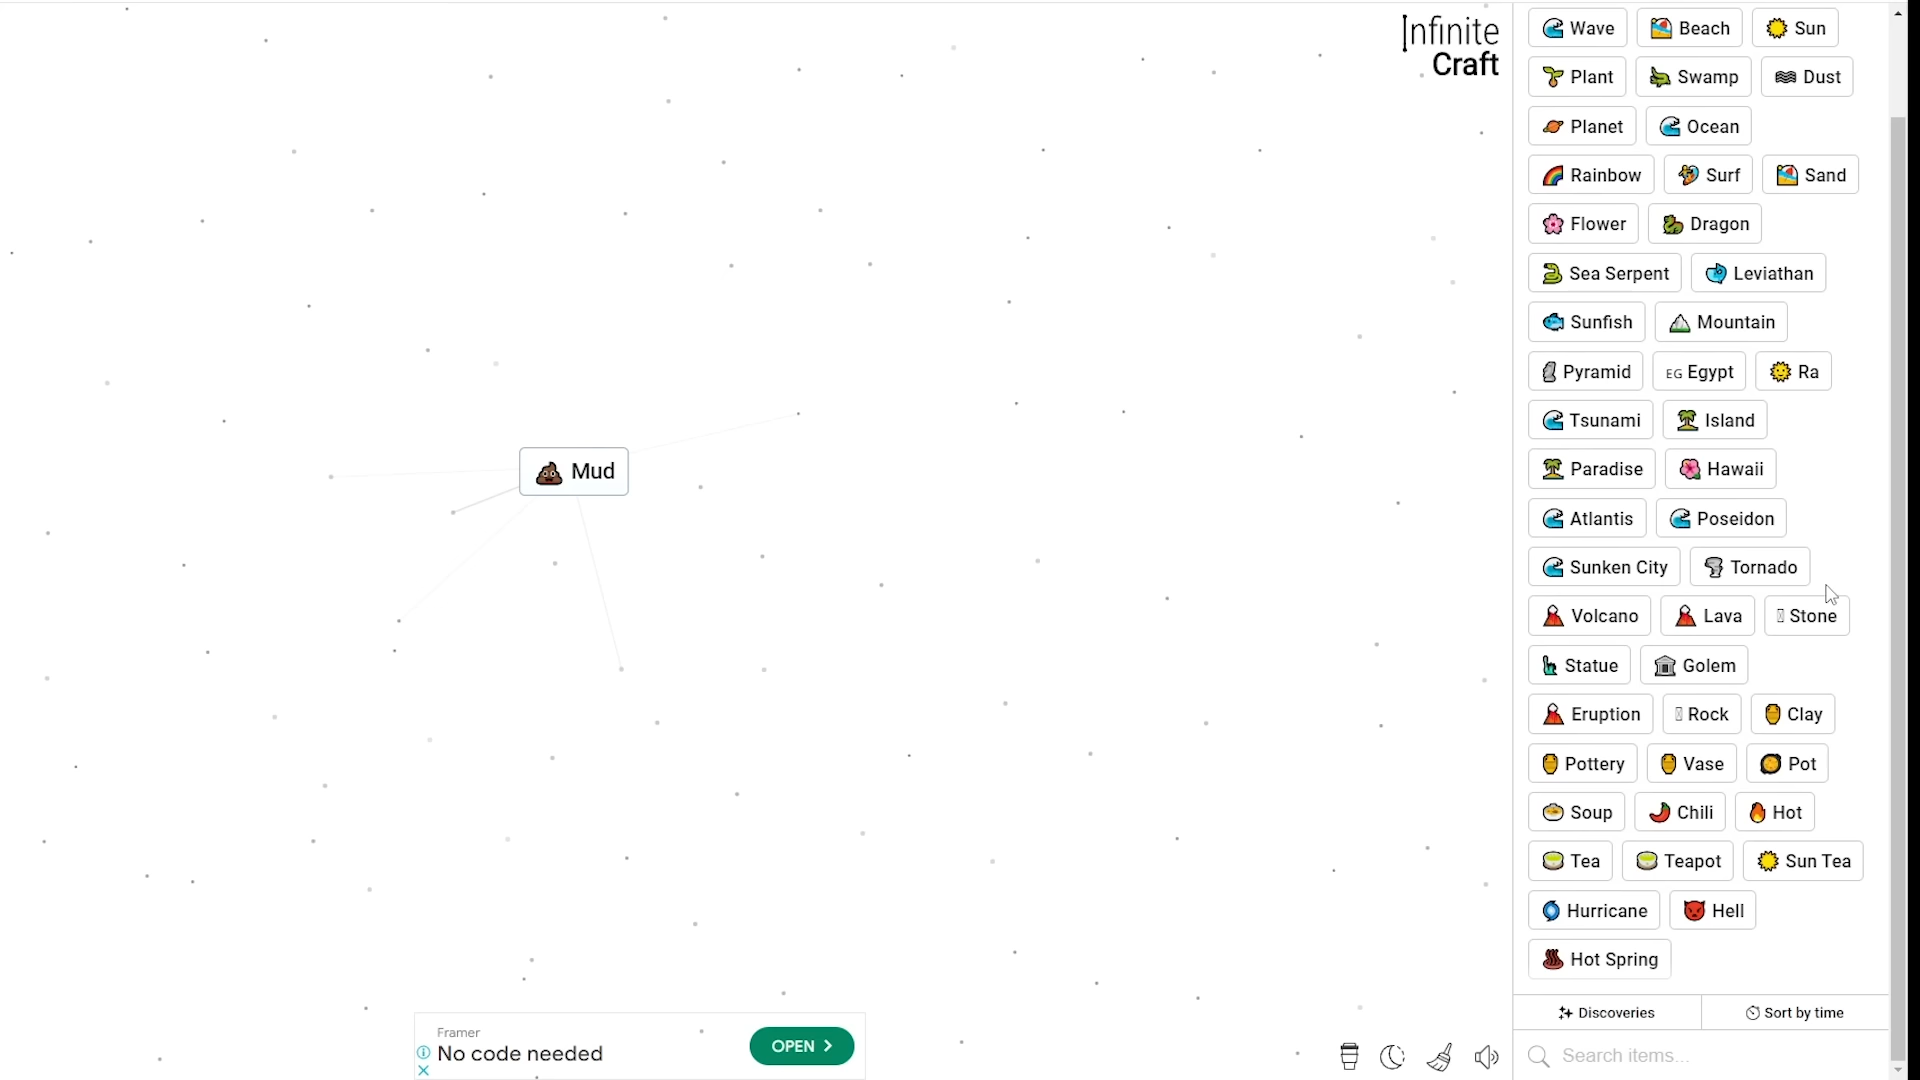 Infinite
Craft
Mud
Wave Beach Sun
Plant Swamp Dust
Planet Ocean
Rainbow Surf Sand
Flower Dragon
Sea Serpent Leviathan
Sunfish Mountain
Pyramid EG Egypt Ra
Tsunami Island
Paradise Hawaii
Atlantis Poseidon
Sunken City Tornado
Volcano Lava Stone
Statue Golem
Eruption Rock Clay
Pottery Vase Pot
Soup Chili Hot
Tea Teapot Sun Tea
Hurricane Hell
Hot Spring
Discoveries Sort by time
Search items...
Framer
No code needed
OPEN